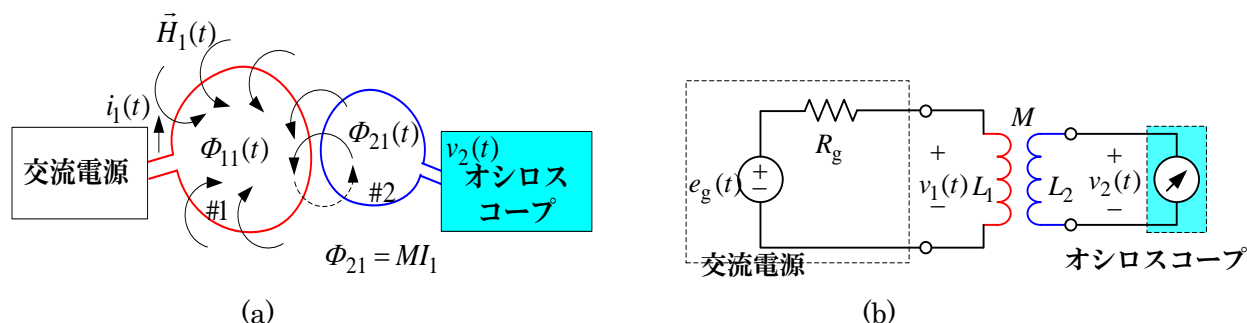 H⃗₁(t)
i₁(t)
交流電源
Φ₁₁(t)
#1
Φ₂₁(t)
#2
v₂(t)
オシロス
コープ
Φ₂₁ = MI₁
(a)
R_g
e_g(t)
+
−
交流電源
+
v₁(t)
−
L₁
M
L₂
+
v₂(t)
−
オシロスコープ
(b)